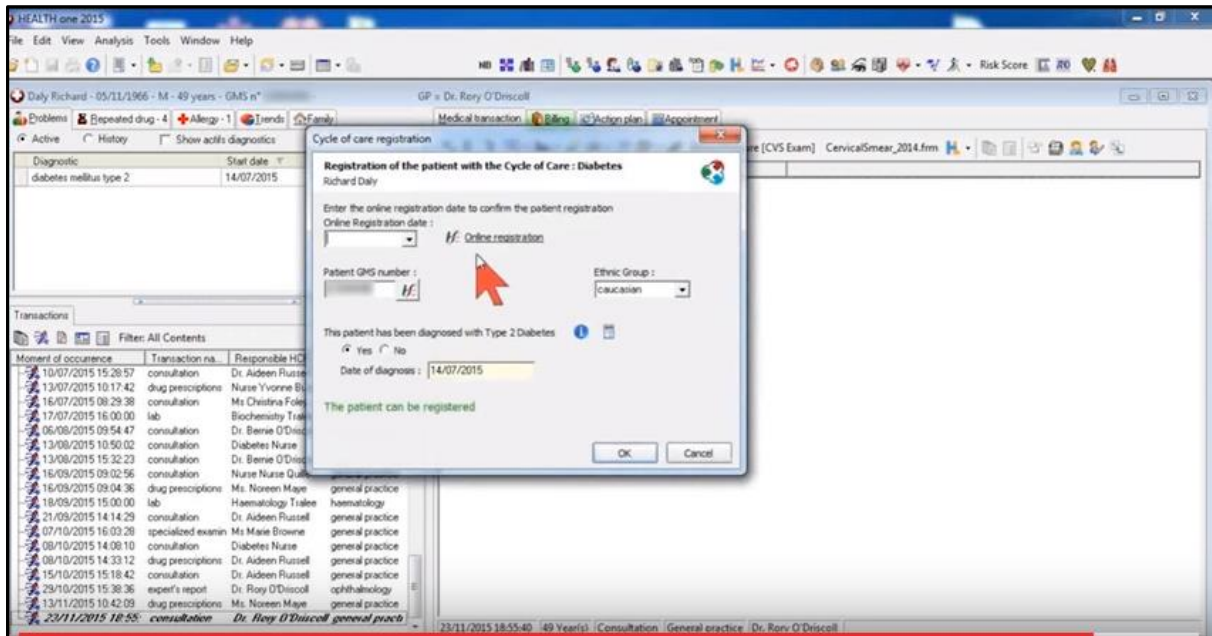 HEALTH one 2015
File Edit View Analysis Tools Window Help
Risk Score
Daly Richard - 05/11/1966 - M - 49 years - GMS n° GP = Dr. Rory O'Driscoll
Problems Repeated drug - 4 Allergy - 1 Trends Family Medical transaction Billing Action plan Appointment
Active History Show actifs diagnostics
[CVS Exam] CervicalSmear_2014.frm
Diagnostic Start date
diabetes mellitus type 2 14/07/2015
Cycle of care registration
Registration of the patient with the Cycle of Care : Diabetes
Richard Daly
Enter the online registration date to confirm the patient registration
Online Registration date :
Online registration
Patient GMS number : Ethnic Group :
caucasian
This patient has been diagnosed with Type 2 Diabetes
Yes No
Date of diagnosis : 14/07/2015
The patient can be registered
OK Cancel
Transactions
Filter: All Contents
Moment of occurrence Transaction na... Responsible HCP
10/07/2015 15:28:57 consultation Dr. Aideen
13/07/2015 10:17:42 drug prescriptions Nurse Yvonne
16/07/2015 08:29:38 consultation Ms Christina
17/07/2015 16:00:00 lab Biochemistry
06/08/2015 09:54:47 consultation Dr. Bernie
13/08/2015 10:50:02 consultation Diabetes Nurse
13/08/2015 15:32:23 consultation Dr. Bernie
16/09/2015 09:02:56 consultation Nurse Nurse
16/09/2015 09:04:36 drug prescriptions Ms. Noreen Maye general practice
18/09/2015 15:00:00 lab Haematology Tralee haematology
21/09/2015 14:14:29 consultation Dr. Aideen Russell general practice
07/10/2015 16:03:28 specialized examin Ms Marie Browne general practice
08/10/2015 14:08:10 consultation Diabetes Nurse general practice
08/10/2015 14:33:12 drug prescriptions Dr. Aideen Russell general practice
15/10/2015 15:18:42 consultation Dr. Aideen Russell general practice
29/10/2015 15:38:36 expert's report Dr. Rory O'Driscoll ophthalmology
13/11/2015 10:42:09 drug prescriptions Ms. Noreen Maye general practice
23/11/2015 18:55: consultation Dr. Rory O'Driscoll general practi
23/11/2015 18:55:40 49 Year(s) Consultation General practice Dr. Rory O'Driscoll